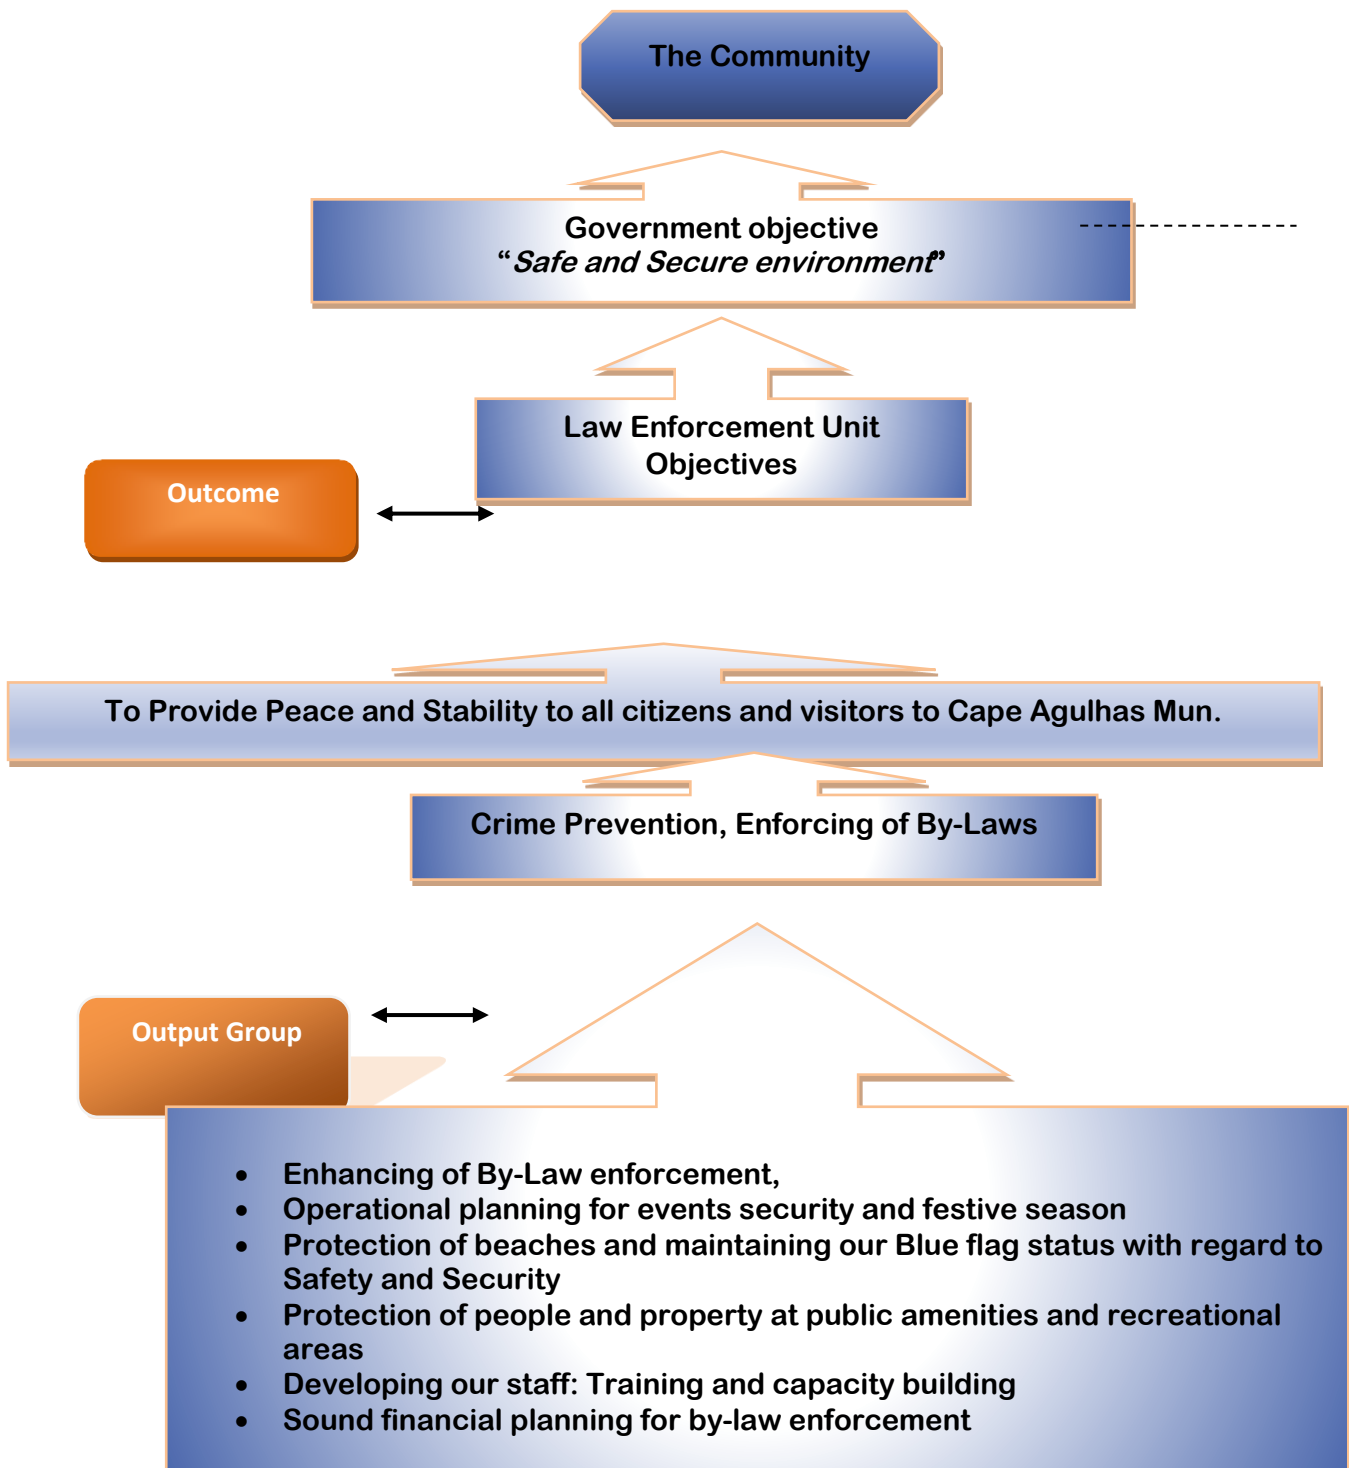 The Community
Government objective
“Safe and Secure environment”
Law Enforcement Unit
Objectives
Outcome
To Provide Peace and Stability to all citizens and visitors to Cape Agulhas Mun.
Crime Prevention, Enforcing of By-Laws
Output Group
• Enhancing of By-Law enforcement,
• Operational planning for events security and festive season
• Protection of beaches and maintaining our Blue flag status with regard to
Safety and Security
• Protection of people and property at public amenities and recreational
areas
• Developing our staff: Training and capacity building
• Sound financial planning for by-law enforcement